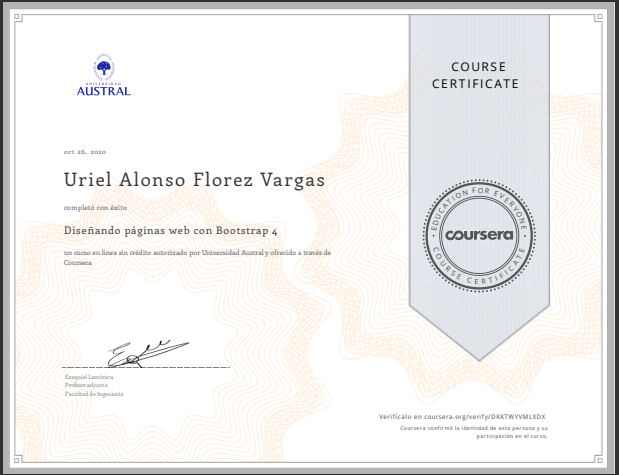 UNIVERSIDAD
AUSTRAL
COURSE
CERTIFICATE
oct 26, 2020
Uriel Alonso Florez Vargas
completó con éxito
Diseñando páginas web con Bootstrap 4
un curso en línea sin crédito autorizado por Universidad Austral y ofrecido a través de
Coursera
EDUCATION FOR EVERYONE
coursera
COURSE CERTIFICATE
Ezequiel Lamónica
Profesor adjunto
Facultad de Ingeniería
Verifícalo en coursera.org/verify/DKKTWYVMLXDX
Coursera confirmó la identidad de esta persona y su
participación en el curso.